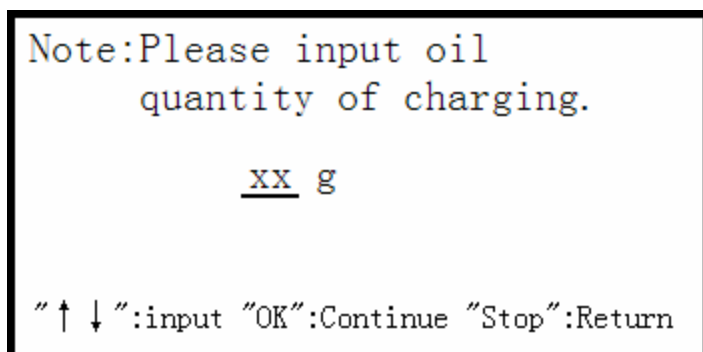 Note:Please input oil
quantity of charging.
xx g
"↑↓":input "OK":Continue "Stop":Return